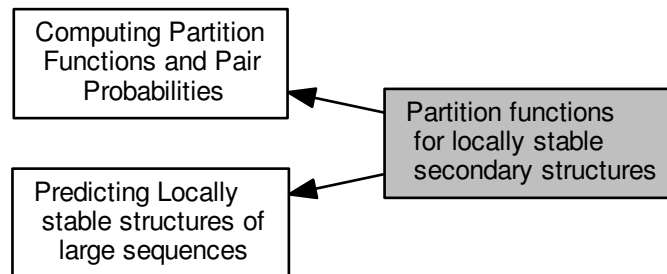 Computing Partition
Functions and Pair
Probabilities
Partition functions
for locally stable
secondary structures
Predicting Locally
stable structures of
large sequences